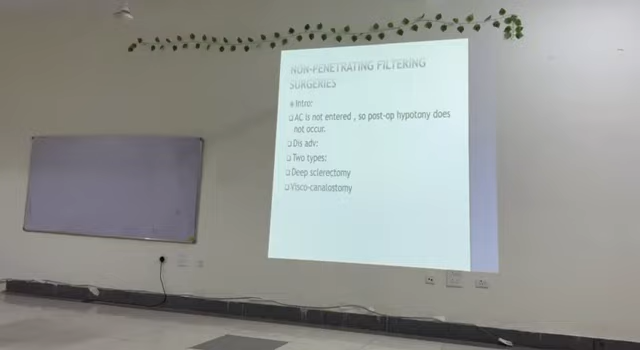 NON-PENETRATING FILTERING
SURGERIES
Intro:
AC is not entered , so post-op hypotony does
not occur.
Dis adv:
Two types:
Deep sclerectomy
Visco-canalostomy